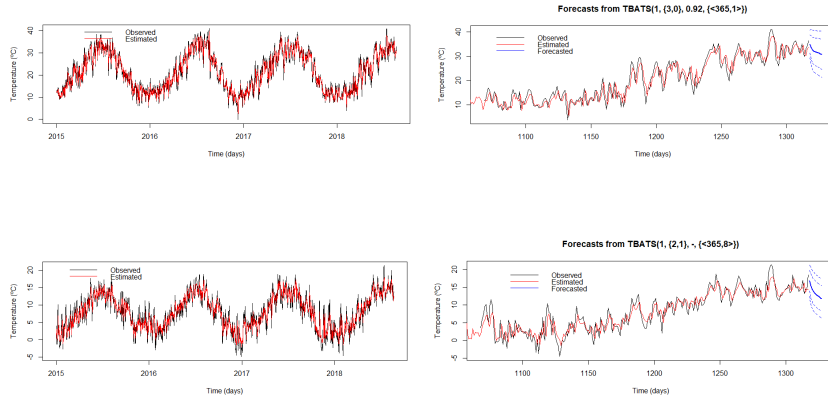 Observed
Estimated
Temperature (ºC)
0 10 20 30 40
2015 2016 2017 2018
Time (days)
Forecasts from TBATS(1, {3,0}, 0.92, {<365,1>})
Observed
Estimated
Forecasted
Temperature (ºC)
10 20 30 40
1100 1150 1200 1250 1300
Time (days)
Observed
Estimated
Temperature (ºC)
-5 0 5 10 15 20
2015 2016 2017 2018
Time (days)
Forecasts from TBATS(1, {2,1}, -, {<365,8>})
Observed
Estimated
Forecasted
Temperature (ºC)
-5 0 5 10 15 20
1100 1150 1200 1250 1300
Time (days)